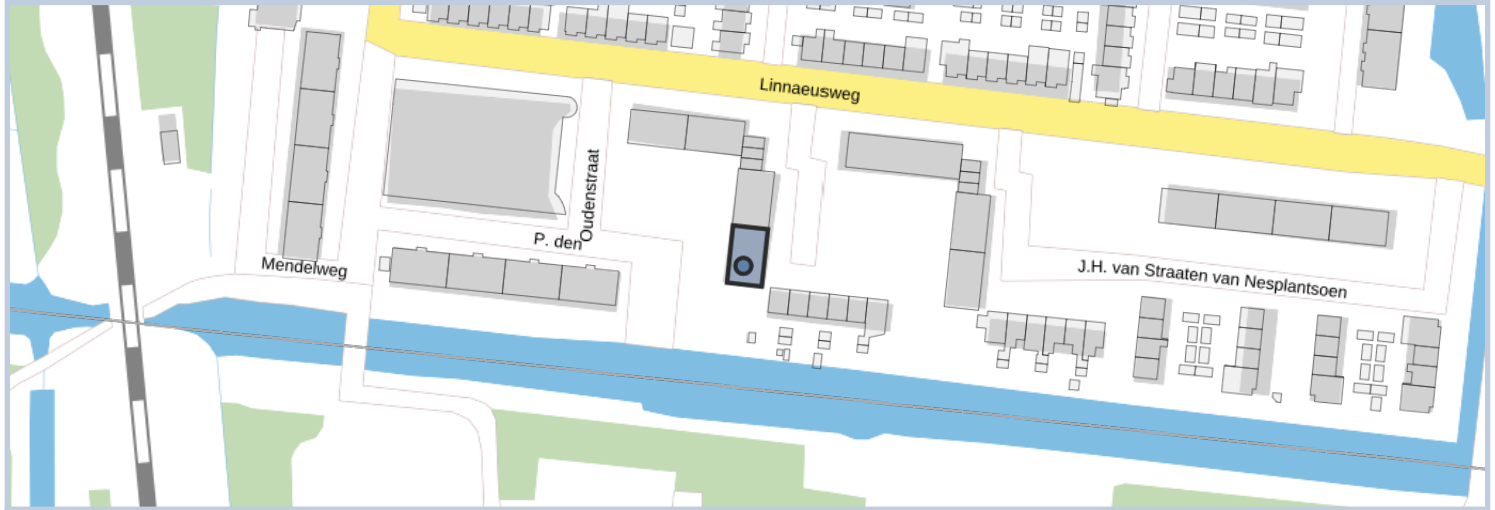 Linnaeusweg
Oudenstraat
P. den
Mendelweg
J.H. van Straaten van Nesplantsoen